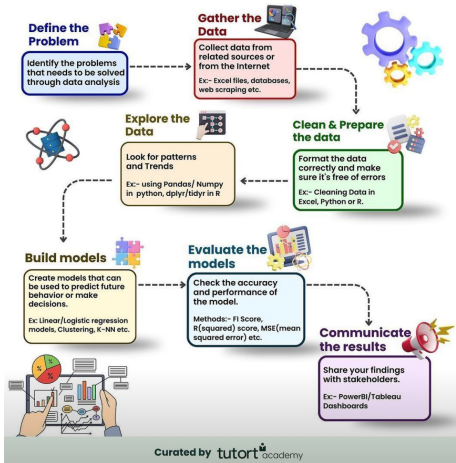 Define the
Problem
Identify the problems
that needs to be solved
through data analysis
Gather the
Data
Collect data from
related sources or
from the Internet
Ex:- Excel files, databases,
web scraping etc.
Clean & Prepare
the data
Format the data
correctly and make
sure it's free of errors
Ex:- Cleaning Data in
Excel, Python or R.
Explore the
Data
Look for patterns
and Trends
Ex:- using Pandas/ Numpy
in python, dplyr/tidyr in R
Build models
Create models that can
be used to predict future
behavior or make
decisions.
Ex: Linear/Logistic regression
models, Clustering, K-NN etc.
Evaluate the
models
Check the accuracy
and performance of
the model.
Methods:- F1 Score,
R(squared) score, MSE(mean
squared error) etc.
Communicate
the results
Share your findings
with stakeholders.
Ex:- PowerBI/Tableau
Dashboards
Curated by tutort academy